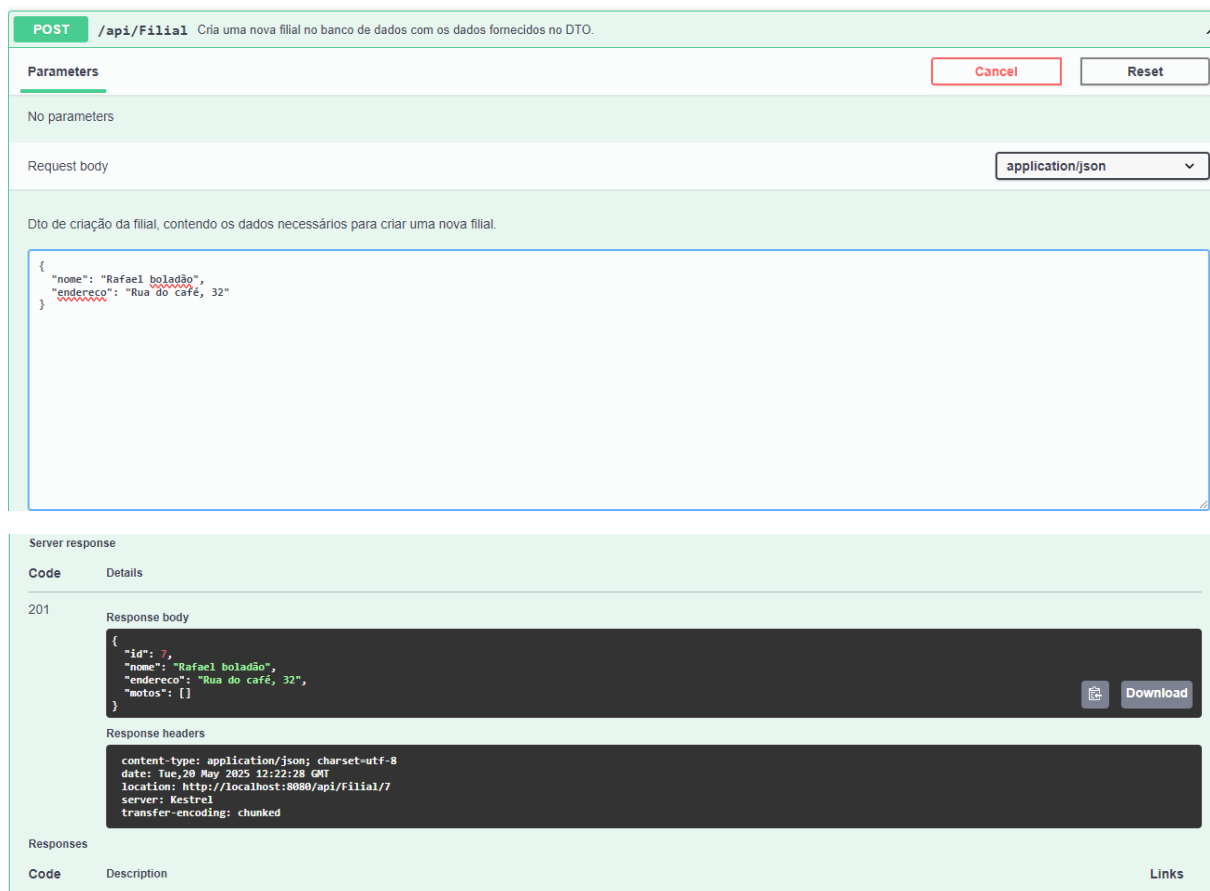 POST /api/Filial Cria uma nova filial no banco de dados com os dados fornecidos no DTO.
Parameters Cancel Reset
No parameters
Request body application/json
Dto de criação da filial, contendo os dados necessários para criar uma nova filial.
{
"nome": "Rafael boladão",
"endereco": "Rua do café, 32"
}
Server response
Code Details
201
Response body
{
"id": 7,
"nome": "Rafael boladão",
"endereco": "Rua do café, 32",
"motos": []
}
Download
Response headers
content-type: application/json; charset=utf-8
date: Tue,20 May 2025 12:22:28 GMT
location: http://localhost:8080/api/Filial/7
server: Kestrel
transfer-encoding: chunked
Responses
Code Description Links